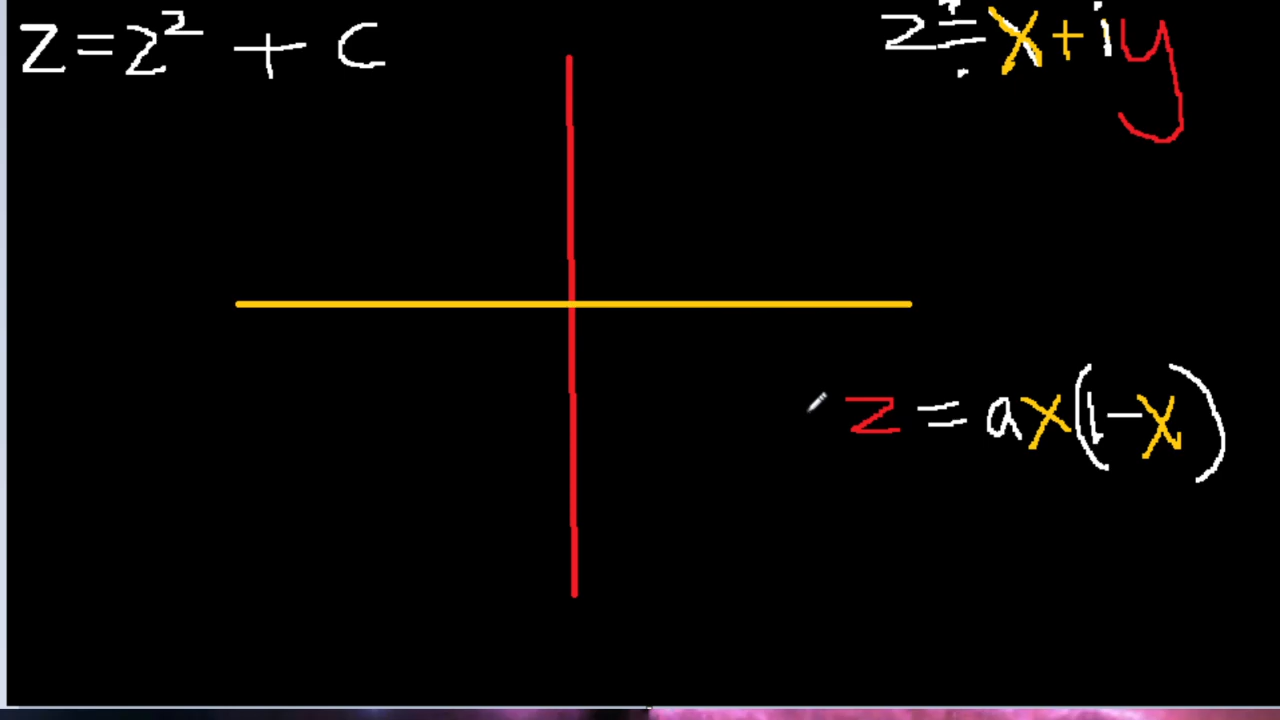 z = z² + c
z = x + iy
z = ax(1-x)